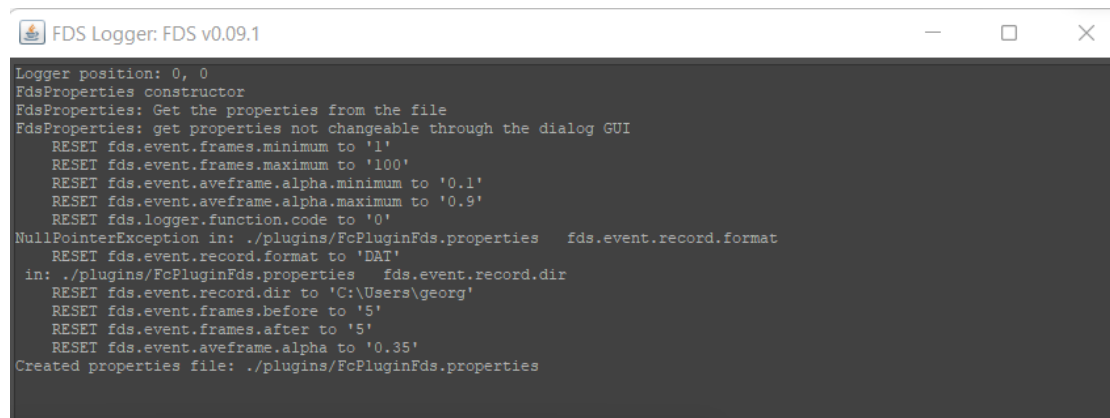 FDS Logger: FDS v0.09.1
Logger position: 0, 0
FdsProperties constructor
FdsProperties: Get the properties from the file
FdsProperties: get properties not changeable through the dialog GUI
    RESET fds.event.frames.minimum to '1'
    RESET fds.event.frames.maximum to '100'
    RESET fds.event.aveframe.alpha.minimum to '0.1'
    RESET fds.event.aveframe.alpha.maximum to '0.9'
    RESET fds.logger.function.code to '0'
NullPointerException in: ./plugins/FcPluginFds.properties   fds.event.record.format
    RESET fds.event.record.format to 'DAT'
 in: ./plugins/FcPluginFds.properties   fds.event.record.dir
    RESET fds.event.record.dir to 'C:\Users\georg'
    RESET fds.event.frames.before to '5'
    RESET fds.event.frames.after to '5'
    RESET fds.event.aveframe.alpha to '0.35'
Created properties file: ./plugins/FcPluginFds.properties